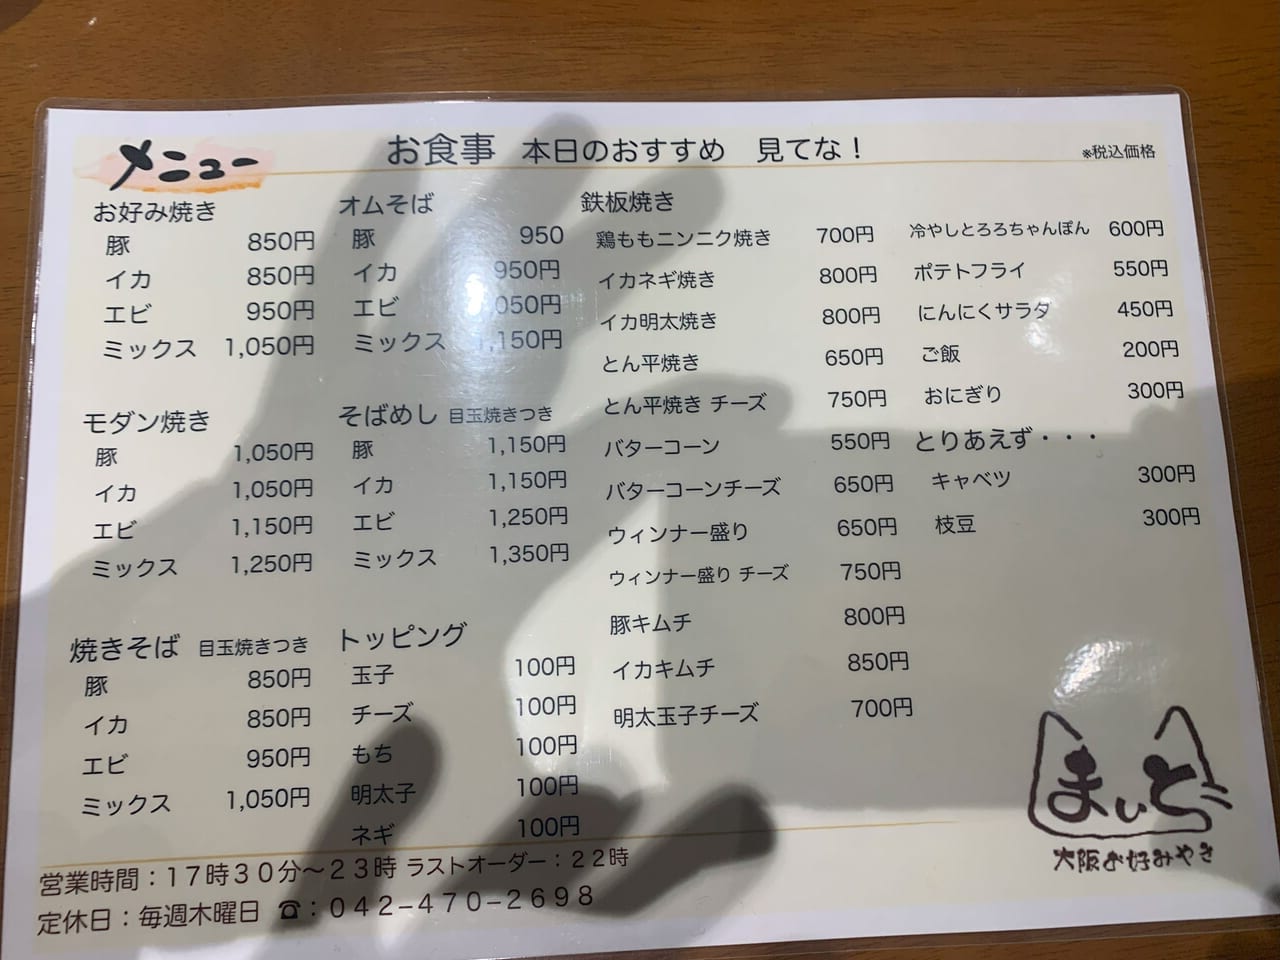 メニュー
お食事 本日のおすすめ 見てな！
※税込価格
お好み焼き
豚 850円
イカ 850円
エビ 950円
ミックス 1,050円
モダン焼き
豚 1,050円
イカ 1,050円
エビ 1,150円
ミックス 1,250円
焼きそば 目玉焼きつき
豚 850円
イカ 850円
エビ 950円
ミックス 1,050円
オムそば
豚 950
イカ 950円
エビ 1,050円
ミックス 1,150円
そばめし 目玉焼きつき
豚 1,150円
イカ 1,150円
エビ 1,250円
ミックス 1,350円
トッピング
玉子 100円
チーズ 100円
もち 100円
明太子 100円
ネギ 100円
鉄板焼き
鶏ももニンニク焼き 700円
イカネギ焼き 800円
イカ明太焼き 800円
とん平焼き 650円
とん平焼き チーズ 750円
バターコーン 550円
バターコーンチーズ 650円
ウィンナー盛り 650円
ウィンナー盛り チーズ 750円
豚キムチ 800円
イカキムチ 850円
明太玉子チーズ 700円
冷やしとろろちゃんぽん 600円
ポテトフライ 550円
にんにくサラダ 450円
ご飯 200円
おにぎり 300円
とりあえず・・・
キャベツ 300円
枝豆 300円
営業時間：１７時３０分〜２３時 ラストオーダー：２２時
定休日：毎週木曜日 ☎：０４２−４７０−２６９８
まいど
大阪お好みやき